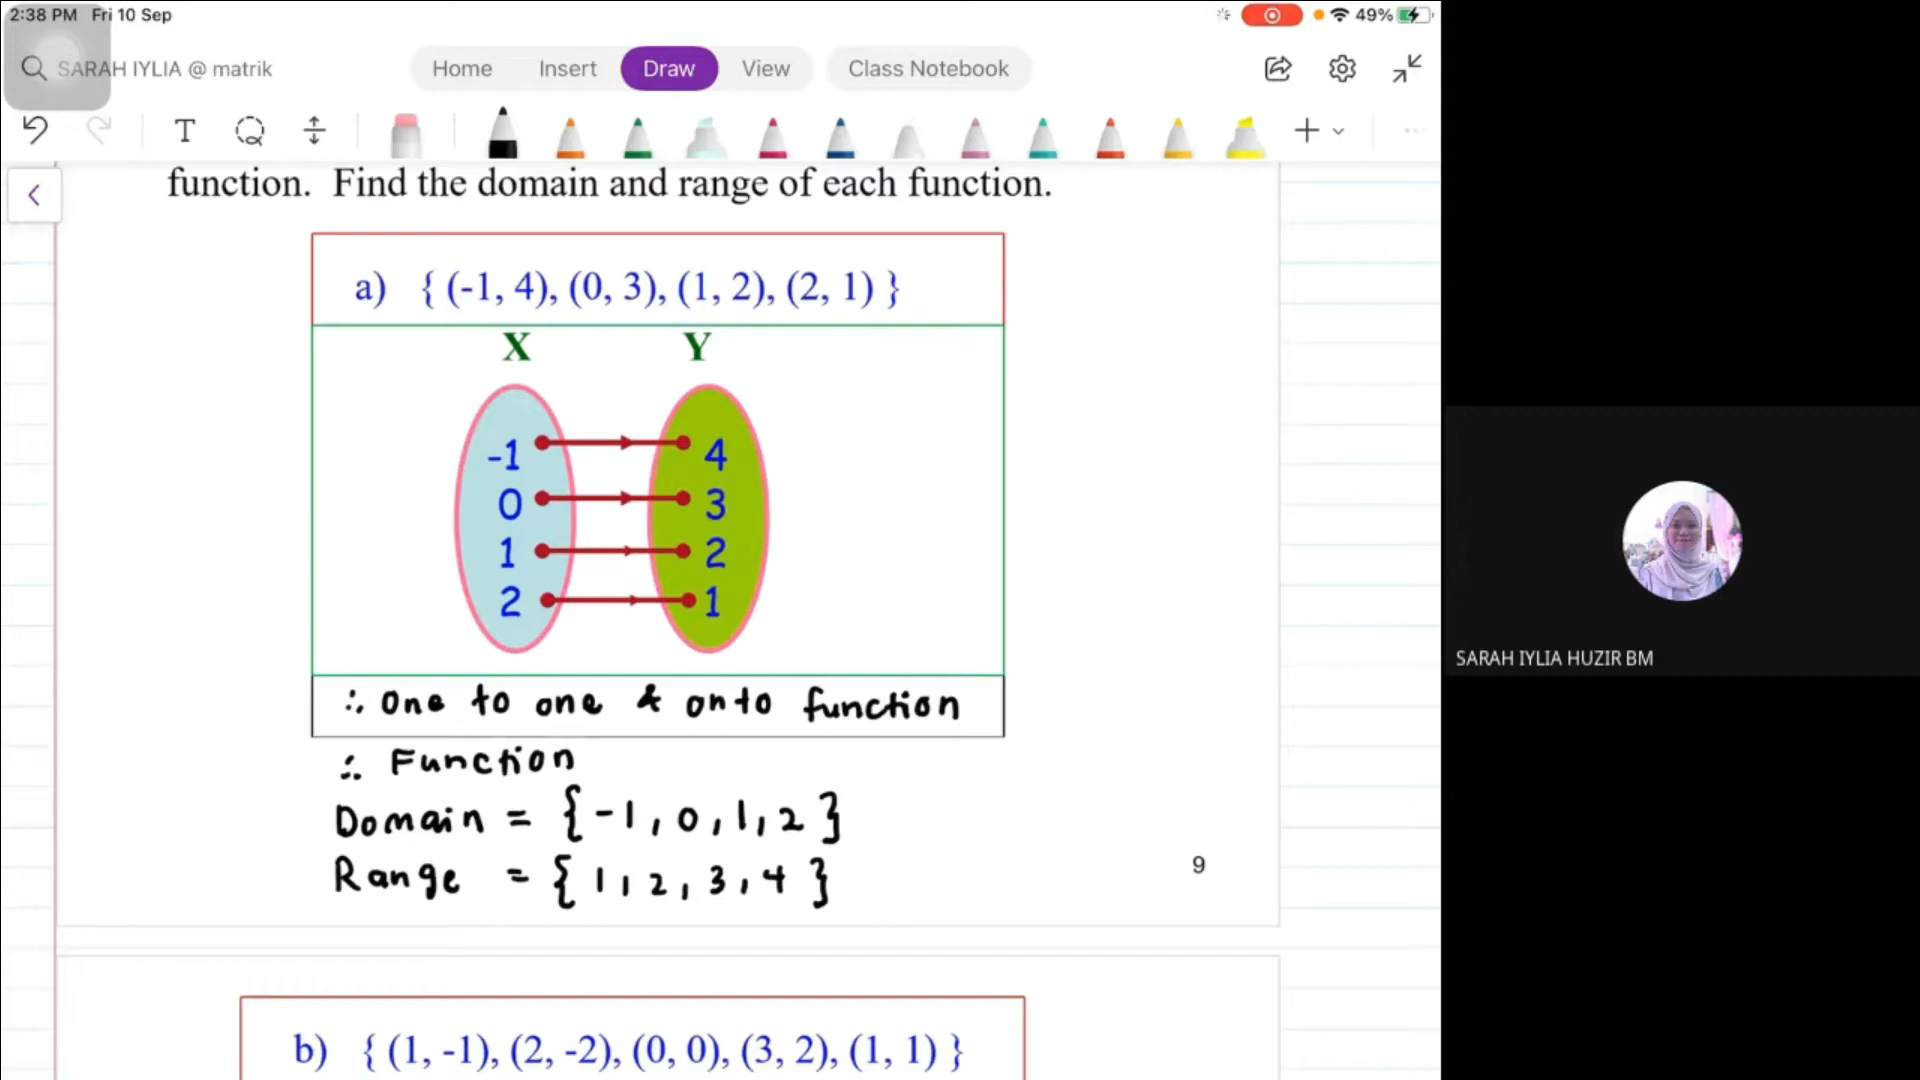 2:38 PM Fri 10 Sep
49%
SARAH IYLIA @ matrik
Home Insert Draw View Class Notebook
T
function. Find the domain and range of each function.
a) { (-1, 4), (0, 3), (1, 2), (2, 1) }
X Y
-1 4
0 3
1 2
2 1
∴ One to one & onto function
∴ Function
Domain = {-1, 0, 1, 2}
Range = {1, 2, 3, 4}
9
b) { (1, -1), (2, -2), (0, 0), (3, 2), (1, 1) }
SARAH IYLIA HUZIR BM